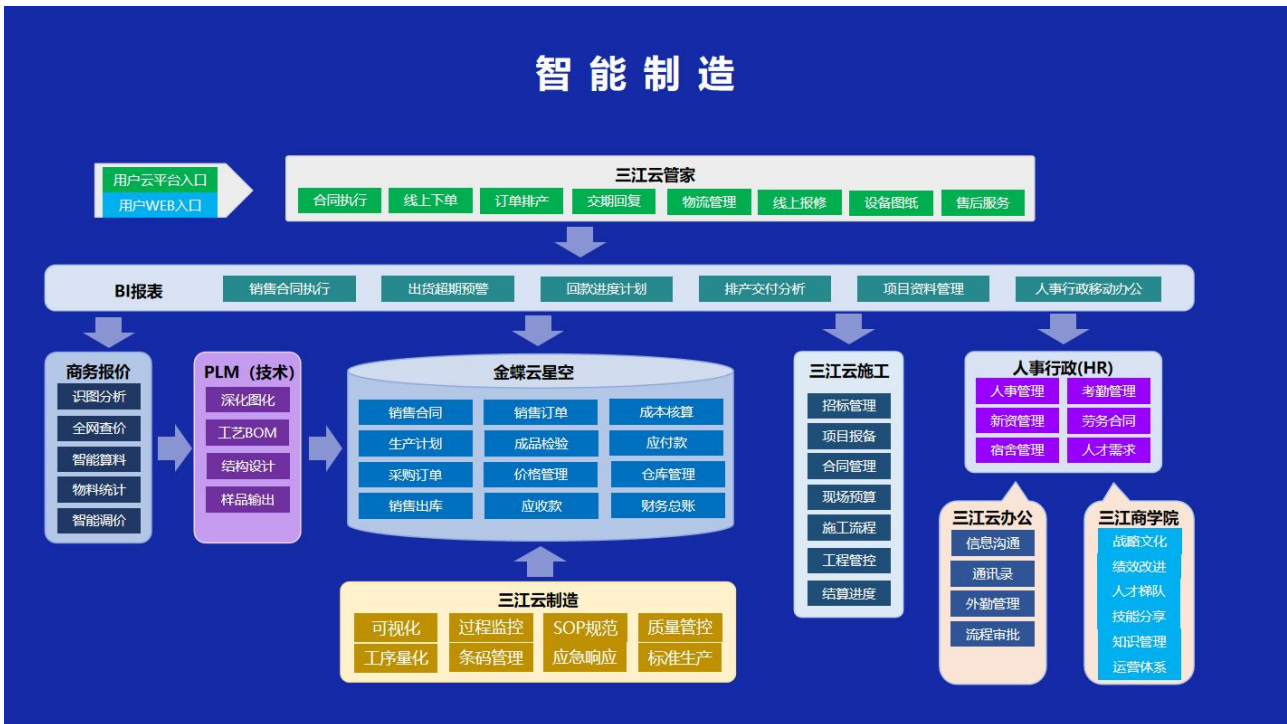 智能制造
用户云平台入口
用户WEB入口
三江云管家
合同执行 线上下单 订单排产 交期回复 物流管理 线上报修 设备图纸 售后服务
BI报表 销售合同执行 出货超期预警 回款进度计划 排产交付分析 项目资料管理 人事行政移动办公
商务报价
识图分析
全网查价
智能算料
物料统计
智能调价
PLM（技术）
深化图化
工艺BOM
结构设计
样品输出
金蝶云星空
销售合同 销售订单 成本核算
生产计划 成品检验 应付款
采购订单 价格管理 仓库管理
销售出库 应收款 财务总账
三江云制造
可视化 过程监控 SOP规范 质量管控
工序量化 条码管理 应急响应 标准生产
三江云施工
招标管理
项目报备
合同管理
现场预算
施工流程
工程管控
结算进度
人事行政(HR)
人事管理 考勤管理
新资管理 劳务合同
宿舍管理 人才需求
三江云办公
信息沟通
通讯录
外勤管理
流程审批
三江商学院
战略文化
绩效改进
人才梯队
技能分享
知识管理
运营体系